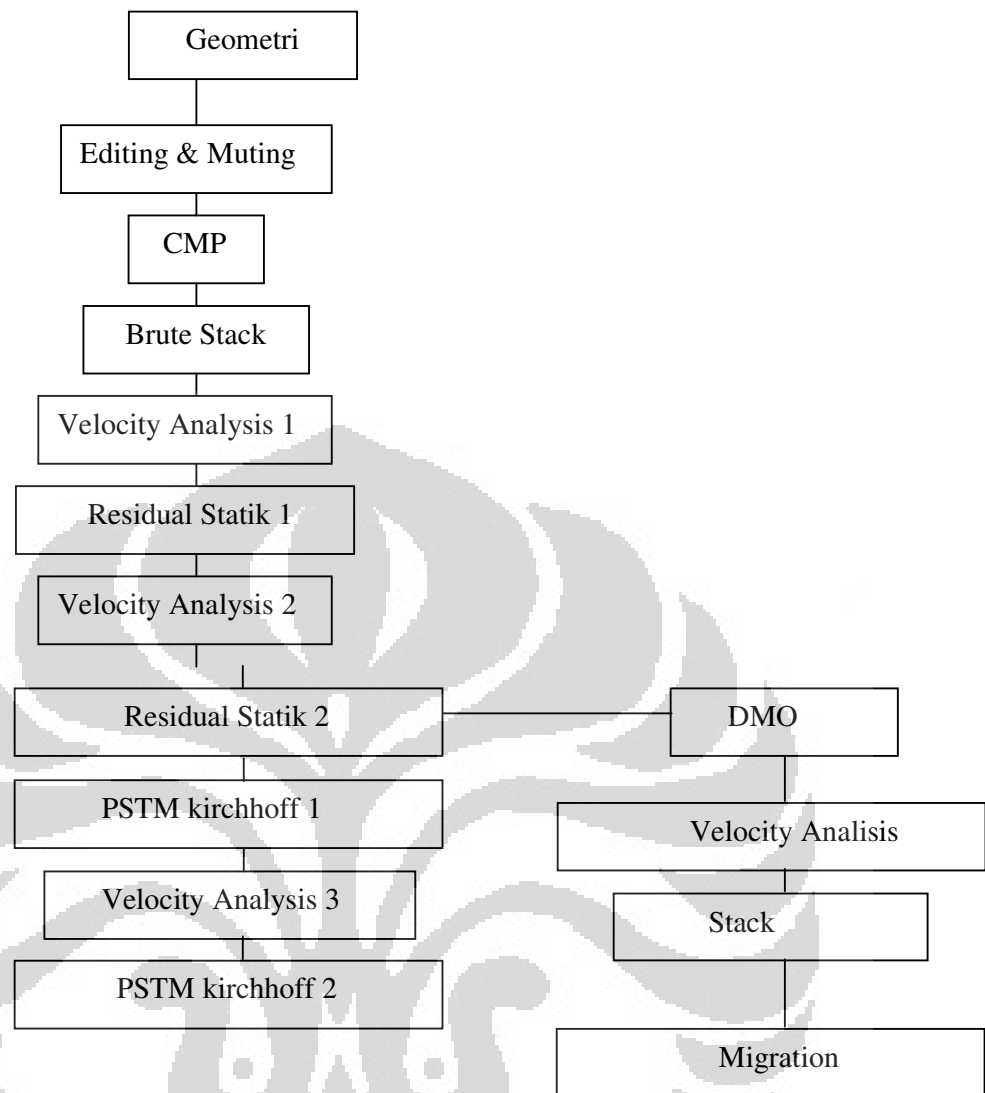 Geometri
Editing & Muting
CMP
Brute Stack
Velocity Analysis 1
Residual Statik 1
Velocity Analysis 2
Residual Statik 2
DMO
PSTM kirchhoff 1
Velocity Analisis
Velocity Analysis 3
Stack
PSTM kirchhoff 2
Migration